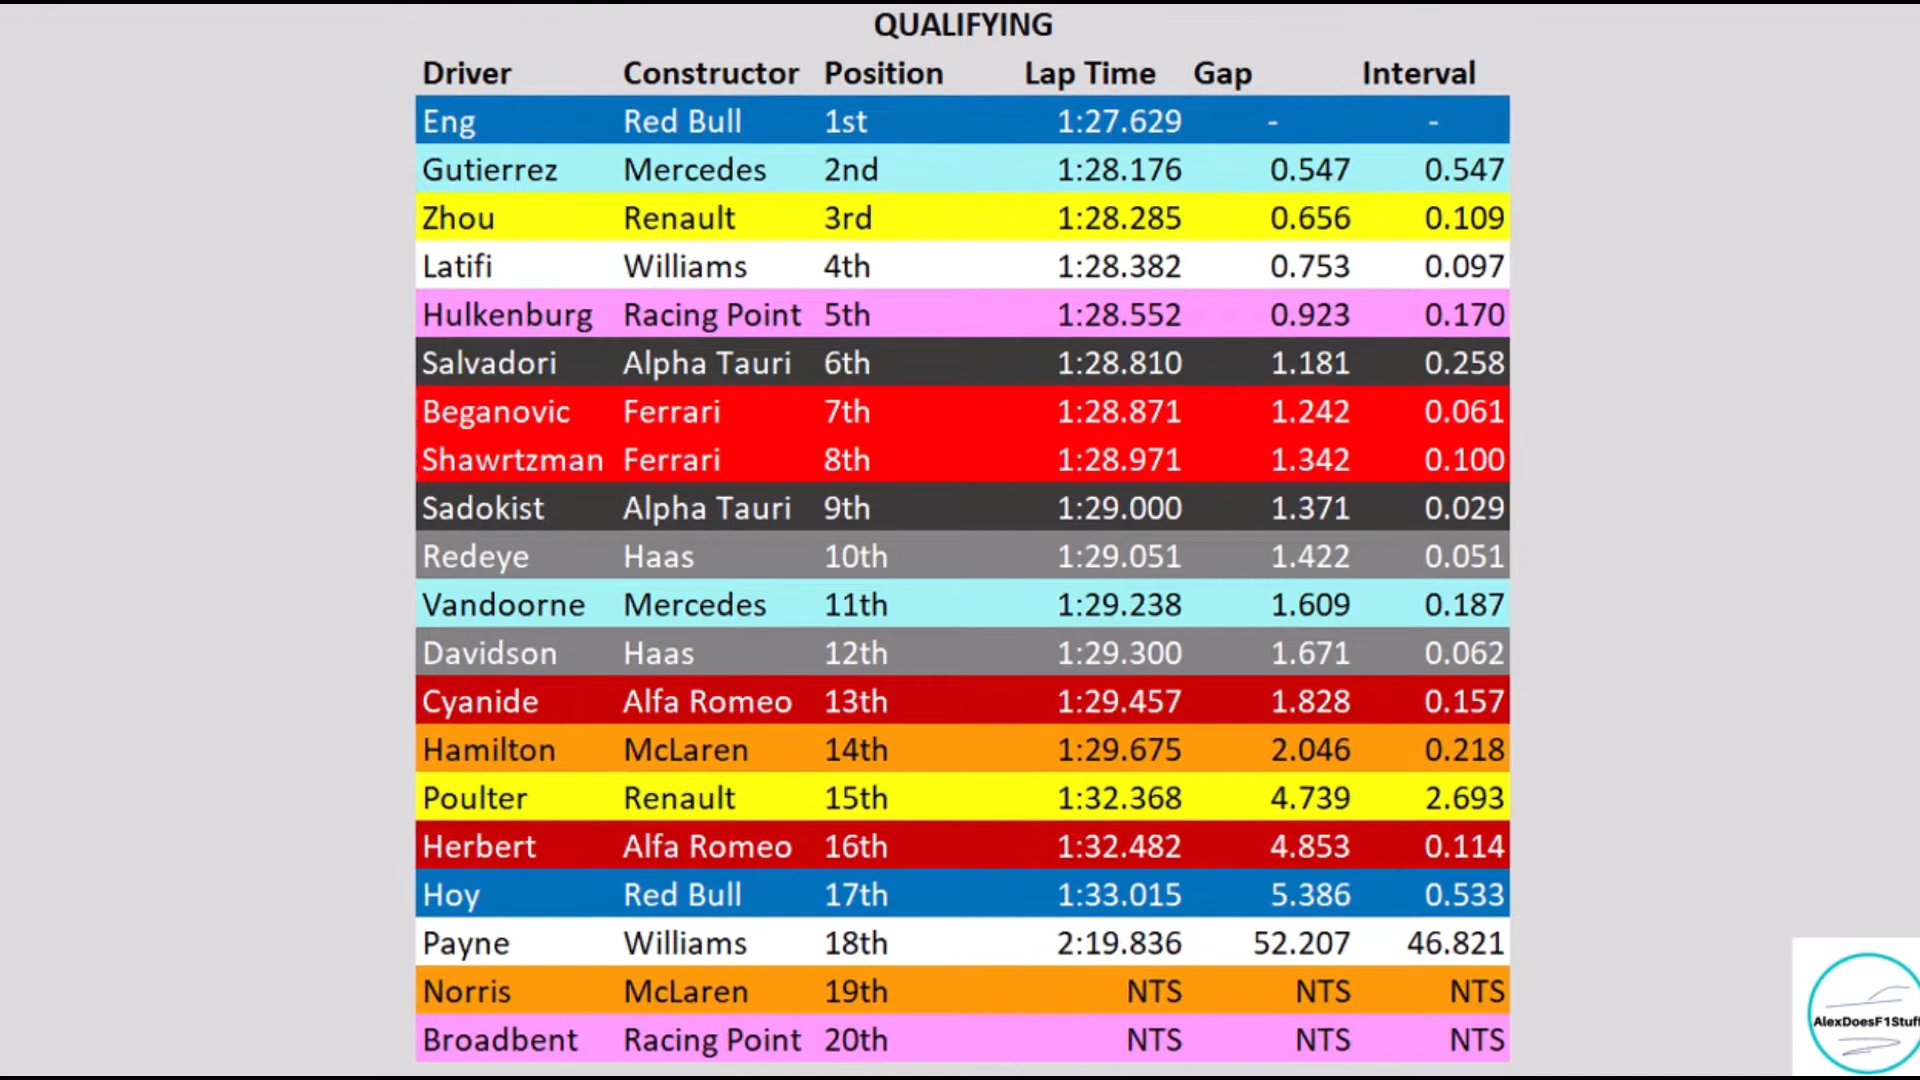 QUALIFYING
Driver Constructor Position Lap Time Gap Interval
Eng Red Bull 1st 1:27.629 - -
Gutierrez Mercedes 2nd 1:28.176 0.547 0.547
Zhou Renault 3rd 1:28.285 0.656 0.109
Latifi Williams 4th 1:28.382 0.753 0.097
Hulkenburg Racing Point 5th 1:28.552 0.923 0.170
Salvadori Alpha Tauri 6th 1:28.810 1.181 0.258
Beganovic Ferrari 7th 1:28.871 1.242 0.061
Shawrtzman Ferrari 8th 1:28.971 1.342 0.100
Sadokist Alpha Tauri 9th 1:29.000 1.371 0.029
Redeye Haas 10th 1:29.051 1.422 0.051
Vandoorne Mercedes 11th 1:29.238 1.609 0.187
Davidson Haas 12th 1:29.300 1.671 0.062
Cyanide Alfa Romeo 13th 1:29.457 1.828 0.157
Hamilton McLaren 14th 1:29.675 2.046 0.218
Poulter Renault 15th 1:32.368 4.739 2.693
Herbert Alfa Romeo 16th 1:32.482 4.853 0.114
Hoy Red Bull 17th 1:33.015 5.386 0.533
Payne Williams 18th 2:19.836 52.207 46.821
Norris McLaren 19th NTS NTS NTS
Broadbent Racing Point 20th NTS NTS NTS
AlexDoesF1Stuff